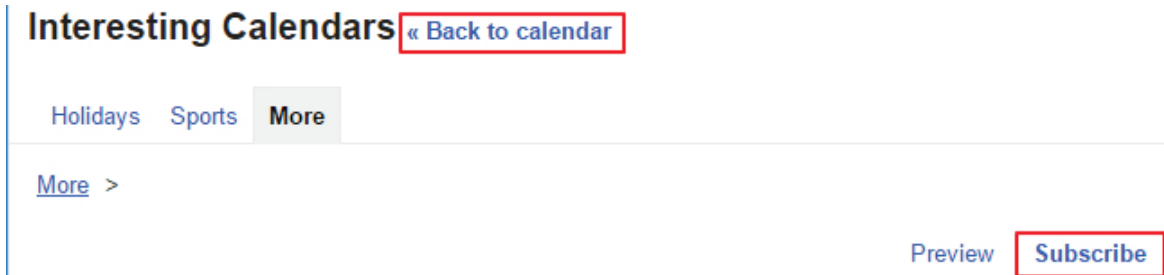 Interesting Calendars « Back to calendar
Holidays Sports More
More >
Preview Subscribe